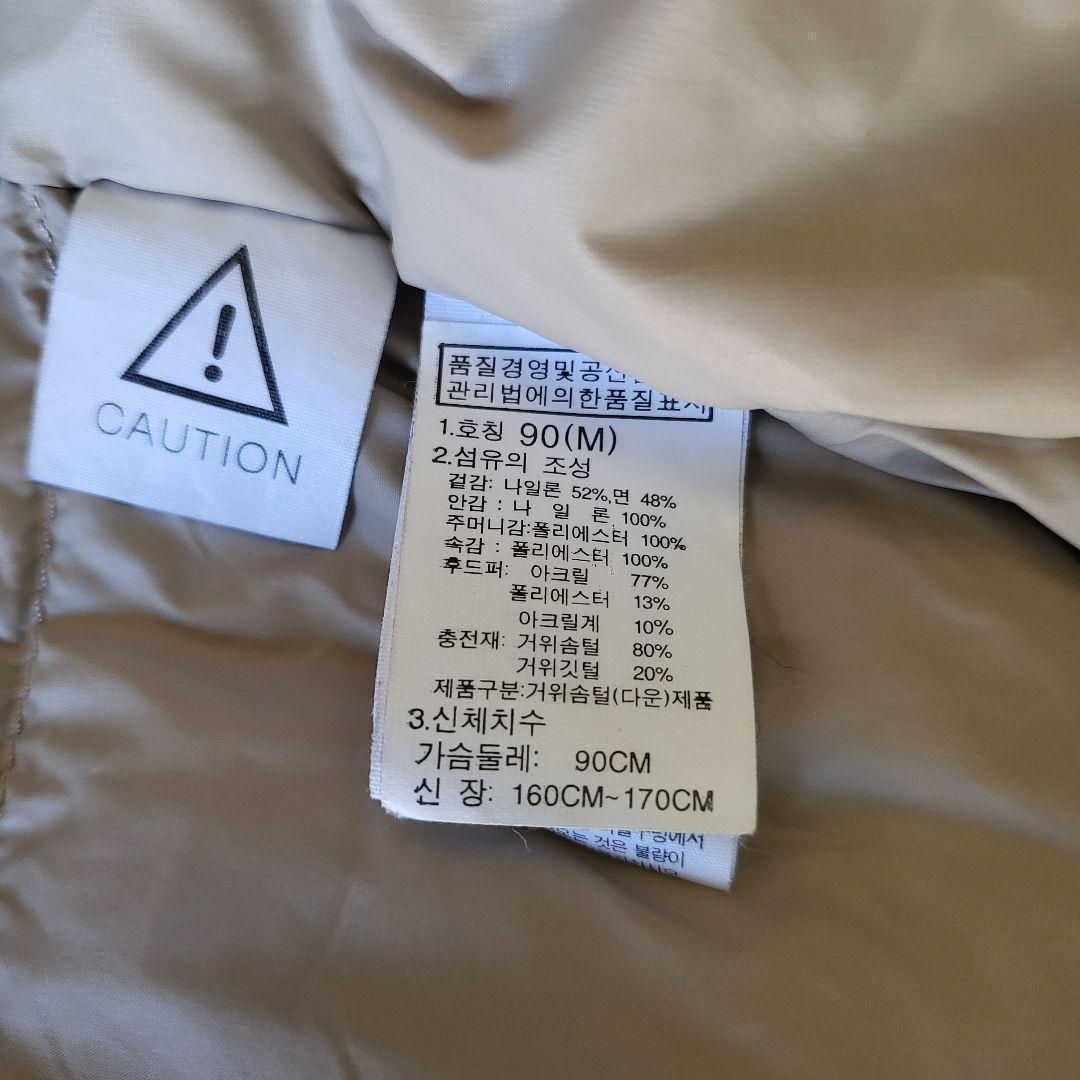 CAUTION
품질경영및공산
관리법에의한품질표시
1.호칭 90(M)
2.섬유의 조성
겉감: 나일론 52%,면 48%
안감 : 나 일 론 100%
주머니감:폴리에스터 100%
속감 : 폴리에스터 100%
후드퍼: 아크릴 77%
폴리에스터 13%
아크릴계 10%
충전재: 거위솜털 80%
거위깃털 20%
제품구분:거위솜털(다운)제품
3.신체치수
가슴둘레: 90CM
신 장: 160CM~170CM
것은 불량이